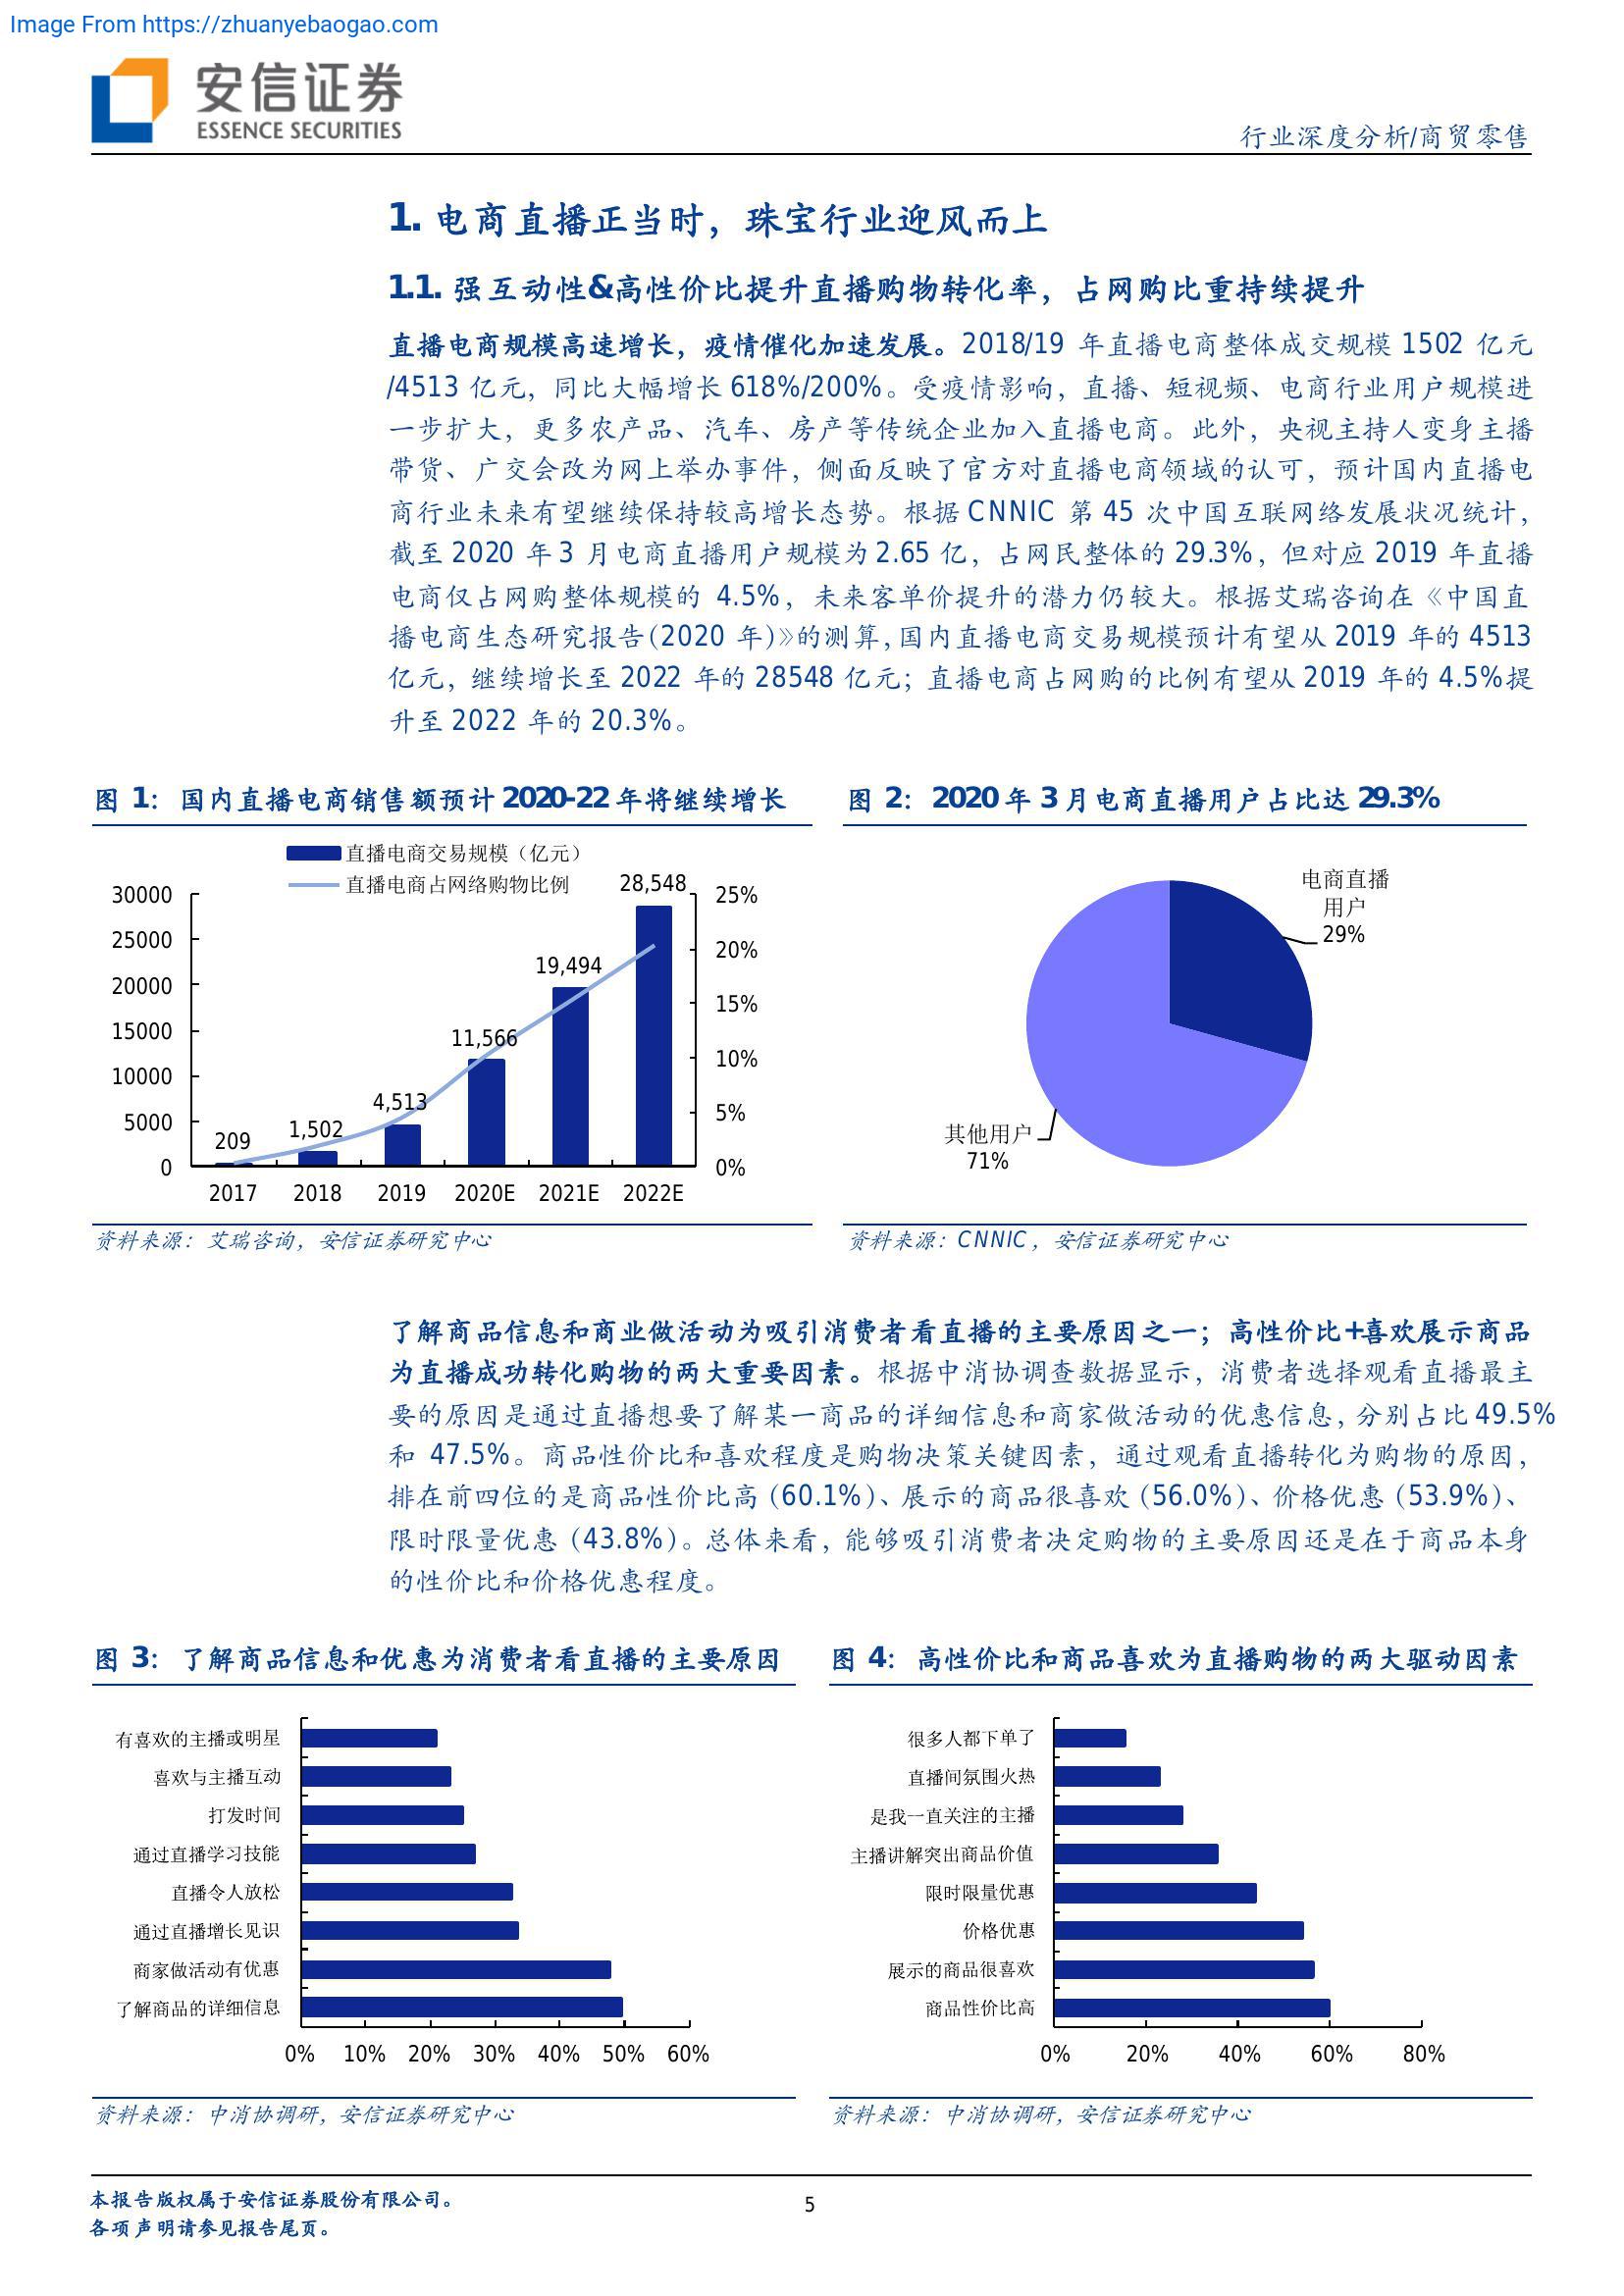 Image From https://zhuanyebaogao.com
安信证券
ESSENCE SECURITIES
行业深度分析/商贸零售
1. 电商直播正当时，珠宝行业迎风而上
1.1. 强互动性&高性价比提升直播购物转化率，占网购比重持续提升
直播电商规模高速增长，疫情催化加速发展。2018/19 年直播电商整体成交规模 1502 亿元
/4513 亿元，同比大幅增长 618%/200%。受疫情影响，直播、短视频、电商行业用户规模进
一步扩大，更多农产品、汽车、房产等传统企业加入直播电商。此外，央视主持人变身主播
带货、广交会改为网上举办事件，侧面反映了官方对直播电商领域的认可，预计国内直播电
商行业未来有望继续保持较高增长态势。根据 CNNIC 第 45 次中国互联网络发展状况统计，
截至 2020 年 3 月电商直播用户规模为 2.65 亿，占网民整体的 29.3%，但对应 2019 年直播
电商仅占网购整体规模的 4.5%，未来客单价提升的潜力仍较大。根据艾瑞咨询在《中国直
播电商生态研究报告(2020 年)》的测算，国内直播电商交易规模预计有望从 2019 年的 4513
亿元，继续增长至 2022 年的 28548 亿元；直播电商占网购的比例有望从 2019 年的 4.5%提
升至 2022 年的 20.3%。
图 1：国内直播电商销售额预计 2020-22 年将继续增长
直播电商交易规模（亿元）
直播电商占网络购物比例
30000
25000
20000
15000
10000
5000
0
209
1,502
4,513
11,566
19,494
28,548
25%
20%
15%
10%
5%
0%
2017 2018 2019 2020E 2021E 2022E
资料来源：艾瑞咨询，安信证券研究中心
图 2：2020 年 3 月电商直播用户占比达 29.3%
电商直播
用户
29%
其他用户
71%
资料来源：CNNIC，安信证券研究中心
了解商品信息和商业做活动为吸引消费者看直播的主要原因之一；高性价比+喜欢展示商品
为直播成功转化购物的两大重要因素。根据中消协调查数据显示，消费者选择观看直播最主
要的原因是通过直播想要了解某一商品的详细信息和商家做活动的优惠信息，分别占比 49.5%
和 47.5%。商品性价比和喜欢程度是购物决策关键因素，通过观看直播转化为购物的原因，
排在前四位的是商品性价比高（60.1%）、展示的商品很喜欢（56.0%）、价格优惠（53.9%）、
限时限量优惠（43.8%）。总体来看，能够吸引消费者决定购物的主要原因还是在于商品本身
的性价比和价格优惠程度。
图 3：了解商品信息和优惠为消费者看直播的主要原因
有喜欢的主播或明星
喜欢与主播互动
打发时间
通过直播学习技能
直播令人放松
通过直播增长见识
商家做活动有优惠
了解商品的详细信息
0% 10% 20% 30% 40% 50% 60%
资料来源：中消协调研，安信证券研究中心
图 4：高性价比和商品喜欢为直播购物的两大驱动因素
很多人都下单了
直播间氛围火热
是我一直关注的主播
主播讲解突出商品价值
限时限量优惠
价格优惠
展示的商品很喜欢
商品性价比高
0% 20% 40% 60% 80%
资料来源：中消协调研，安信证券研究中心
本报告版权属于安信证券股份有限公司。
各项声明请参见报告尾页。
5